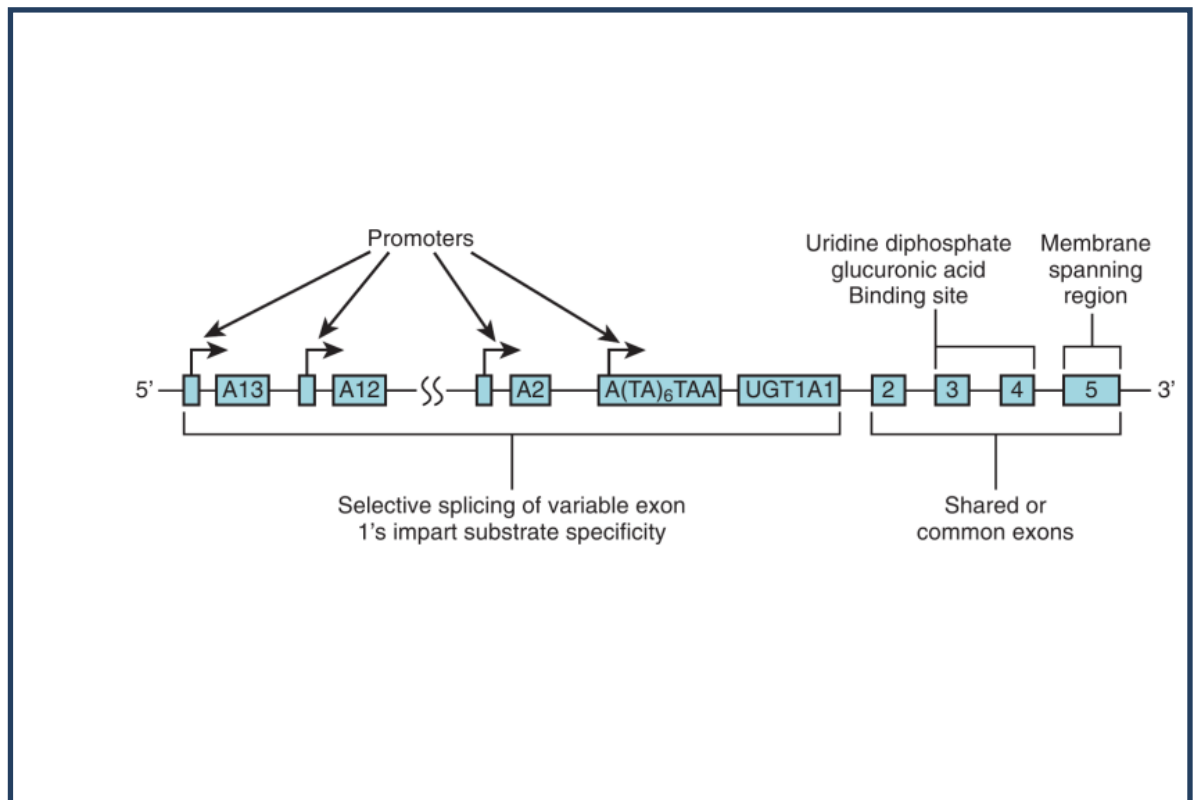 Promoters
Uridine diphosphate
glucuronic acid
Binding site
Membrane
spanning
region
5’ A13 A12 A2 A(TA)₆TAA UGT1A1 2 3 4 5 3’
Selective splicing of variable exon
1’s impart substrate specificity
Shared or
common exons